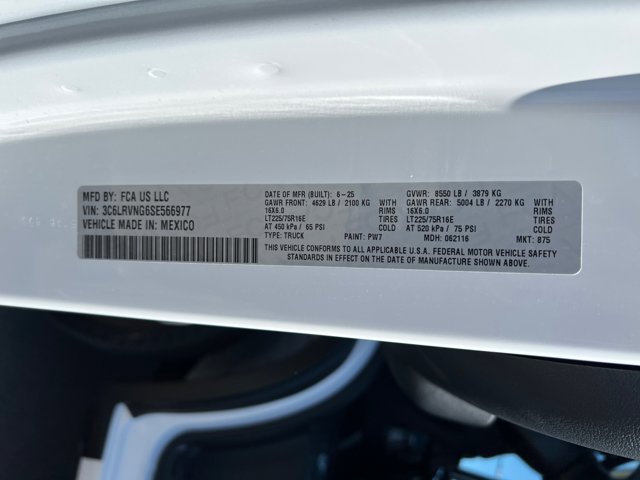 MFD BY: FCA US LLC
VIN: 3C6LRVNG6SE566977
VEHICLE MADE IN: MEXICO
DATE OF MFR (BUILT): 6-25
GAWR FRONT: 4629 LB / 2100 KG WITH
16X6.0 RIMS
LT225/75R16E TIRES
AT 450 kPa / 65 PSI COLD
TYPE: TRUCK PAINT: PW7
GVWR: 8550 LB / 3879 KG
GAWR REAR: 5004 LB / 2270 KG WITH
16X6.0 RIMS
LT225/75R16E TIRES
AT 520 kPa / 75 PSI COLD
MDH: 062116 MKT: 875
THIS VEHICLE CONFORMS TO ALL APPLICABLE U.S.A. FEDERAL MOTOR VEHICLE SAFETY
STANDARDS IN EFFECT ON THE DATE OF MANUFACTURE SHOWN ABOVE.